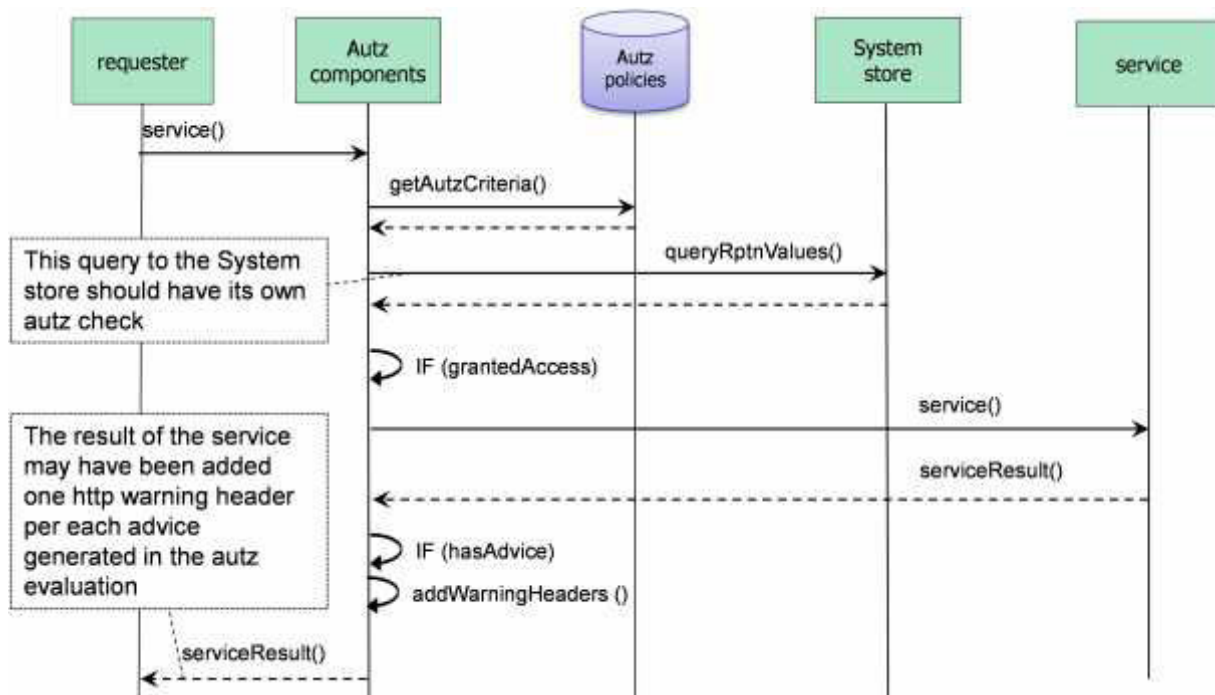 requester
Autz
components
Autz
policies
System
store
service
service()
getAutzCriteria()
This query to the System
store should have its own
autz check
queryRptnValues()
IF (grantedAccess)
service()
The result of the service
may have been added
one http warning header
per each advice
generated in the autz
evaluation
serviceResult()
IF (hasAdvice)
addWarningHeaders ()
serviceResult()